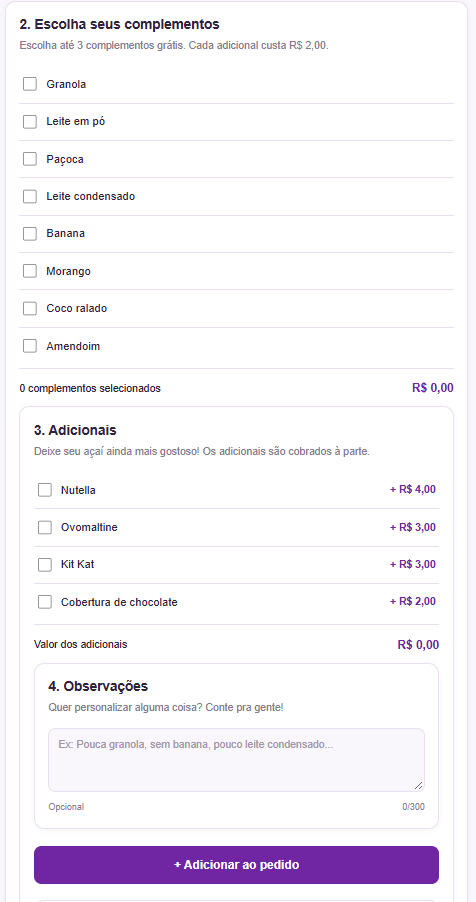 2. Escolha seus complementos
Escolha até 3 complementos grátis. Cada adicional custa R$ 2,00.
Granola
Leite em pó
Paçoca
Leite condensado
Banana
Morango
Coco ralado
Amendoim
0 complementos selecionados R$ 0,00
3. Adicionais
Deixe seu açaí ainda mais gostoso! Os adicionais são cobrados à parte.
Nutella + R$ 4,00
Ovomaltine + R$ 3,00
Kit Kat + R$ 3,00
Cobertura de chocolate + R$ 2,00
Valor dos adicionais R$ 0,00
4. Observações
Quer personalizar alguma coisa? Conte pra gente!
Ex: Pouca granola, sem banana, pouco leite condensado...
Opcional 0/300
+ Adicionar ao pedido